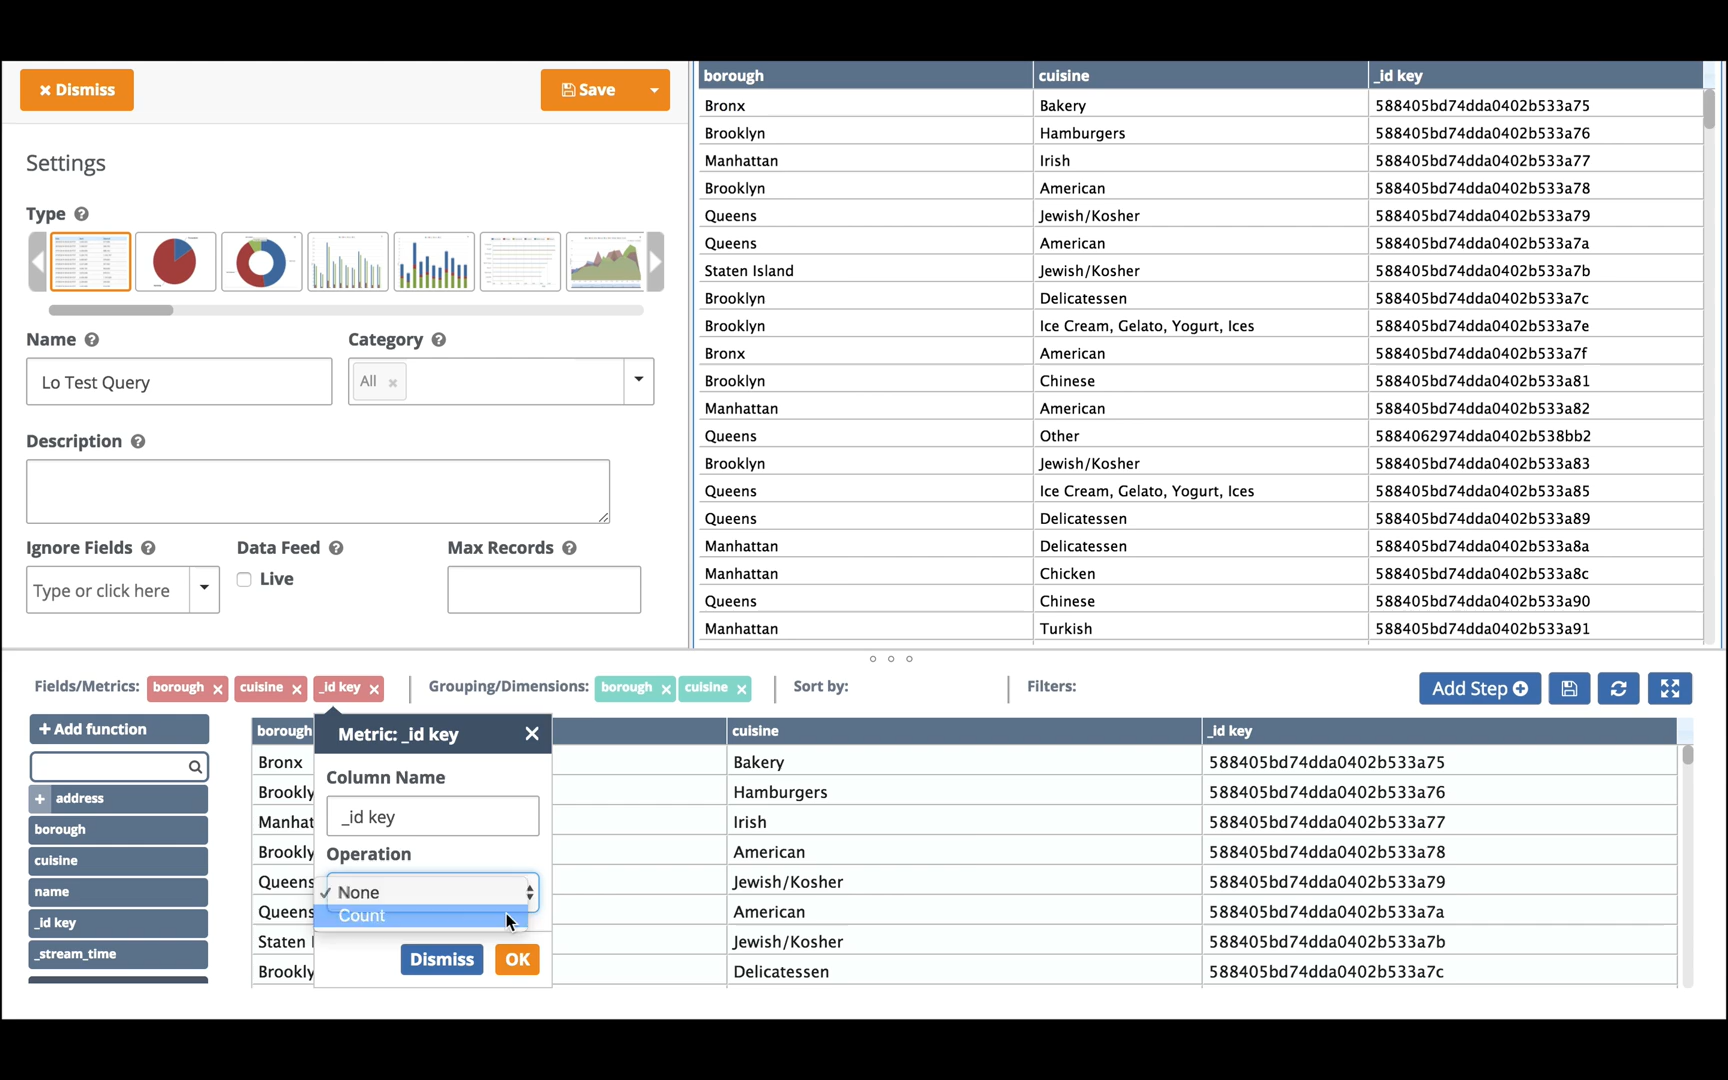 × Dismiss
Save
Settings
Type
Name
Category
Lo Test Query
All ×
Description
Ignore Fields
Data Feed
Max Records
Type or click here
Live
borough cuisine _id key
Bronx Bakery 588405bd74dda0402b533a75
Brooklyn Hamburgers 588405bd74dda0402b533a76
Manhattan Irish 588405bd74dda0402b533a77
Brooklyn American 588405bd74dda0402b533a78
Queens Jewish/Kosher 588405bd74dda0402b533a79
Queens American 588405bd74dda0402b533a7a
Staten Island Jewish/Kosher 588405bd74dda0402b533a7b
Brooklyn Delicatessen 588405bd74dda0402b533a7c
Brooklyn Ice Cream, Gelato, Yogurt, Ices 588405bd74dda0402b533a7e
Bronx American 588405bd74dda0402b533a7f
Brooklyn Chinese 588405bd74dda0402b533a81
Manhattan American 588405bd74dda0402b533a82
Queens Other 5884062974dda0402b538bb2
Brooklyn Jewish/Kosher 588405bd74dda0402b533a83
Queens Ice Cream, Gelato, Yogurt, Ices 588405bd74dda0402b533a85
Queens Delicatessen 588405bd74dda0402b533a89
Manhattan Delicatessen 588405bd74dda0402b533a8a
Manhattan Chicken 588405bd74dda0402b533a8c
Queens Chinese 588405bd74dda0402b533a90
Manhattan Turkish 588405bd74dda0402b533a91
Fields/Metrics: borough × cuisine × _id key × Grouping/Dimensions: borough × cuisine × Sort by: Filters: Add Step
+ Add function
address
borough
cuisine
name
_id key
_stream_time
Metric: _id key ×
Column Name
_id key
Operation
✓ None
Count
Dismiss OK
borough cuisine _id key
Bronx Bakery 588405bd74dda0402b533a75
Brookly Hamburgers 588405bd74dda0402b533a76
Manhat Irish 588405bd74dda0402b533a77
Brookly American 588405bd74dda0402b533a78
Queens Jewish/Kosher 588405bd74dda0402b533a79
Queens American 588405bd74dda0402b533a7a
Staten Jewish/Kosher 588405bd74dda0402b533a7b
Brookly Delicatessen 588405bd74dda0402b533a7c